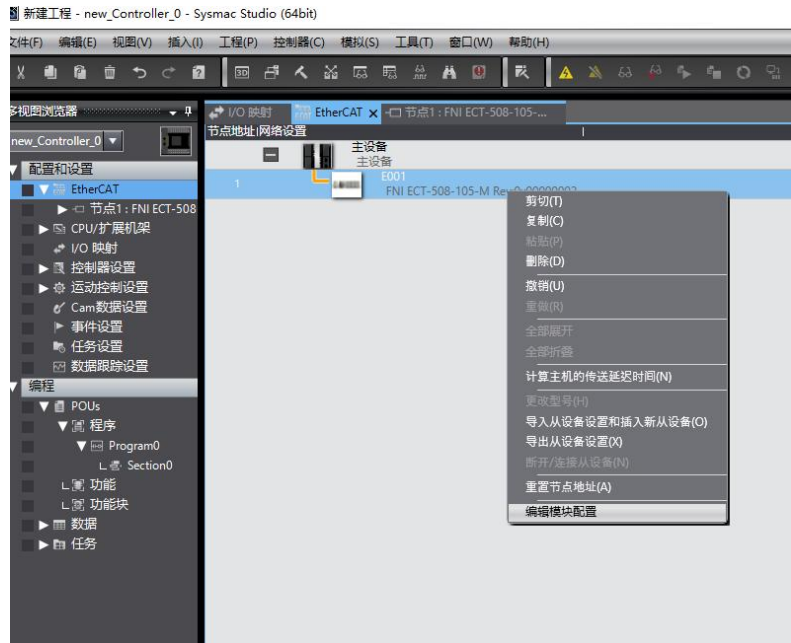 新建工程 - new_Controller_0 - Sysmac Studio (64bit)
文件(F) 编辑(E) 视图(V) 插入(I) 工程(P) 控制器(C) 模拟(S) 工具(T) 窗口(W) 帮助(H)
多视图浏览器
new_Controller_0
配置和设置
EtherCAT
节点1 : FNI ECT-508
CPU/扩展机架
I/O 映射
控制器设置
运动控制设置
Cam数据设置
事件设置
任务设置
数据跟踪设置
编程
POUs
程序
Program0
Section0
功能
功能块
数据
任务
I/O 映射 EtherCAT 节点1 : FNI ECT-508-105-...
节点地址|网络设置
主设备
主设备
1 E001
FNI ECT-508-105-M Rev:0x00000002
剪切(T)
复制(C)
粘贴(P)
删除(D)
撤销(U)
重做(R)
全部展开
全部折叠
计算主机的传送延迟时间(N)
更改型号(H)
导入从设备设置和插入新从设备(O)
导出从设备设置(X)
断开/连接从设备(N)
重置节点地址(A)
编辑模块配置